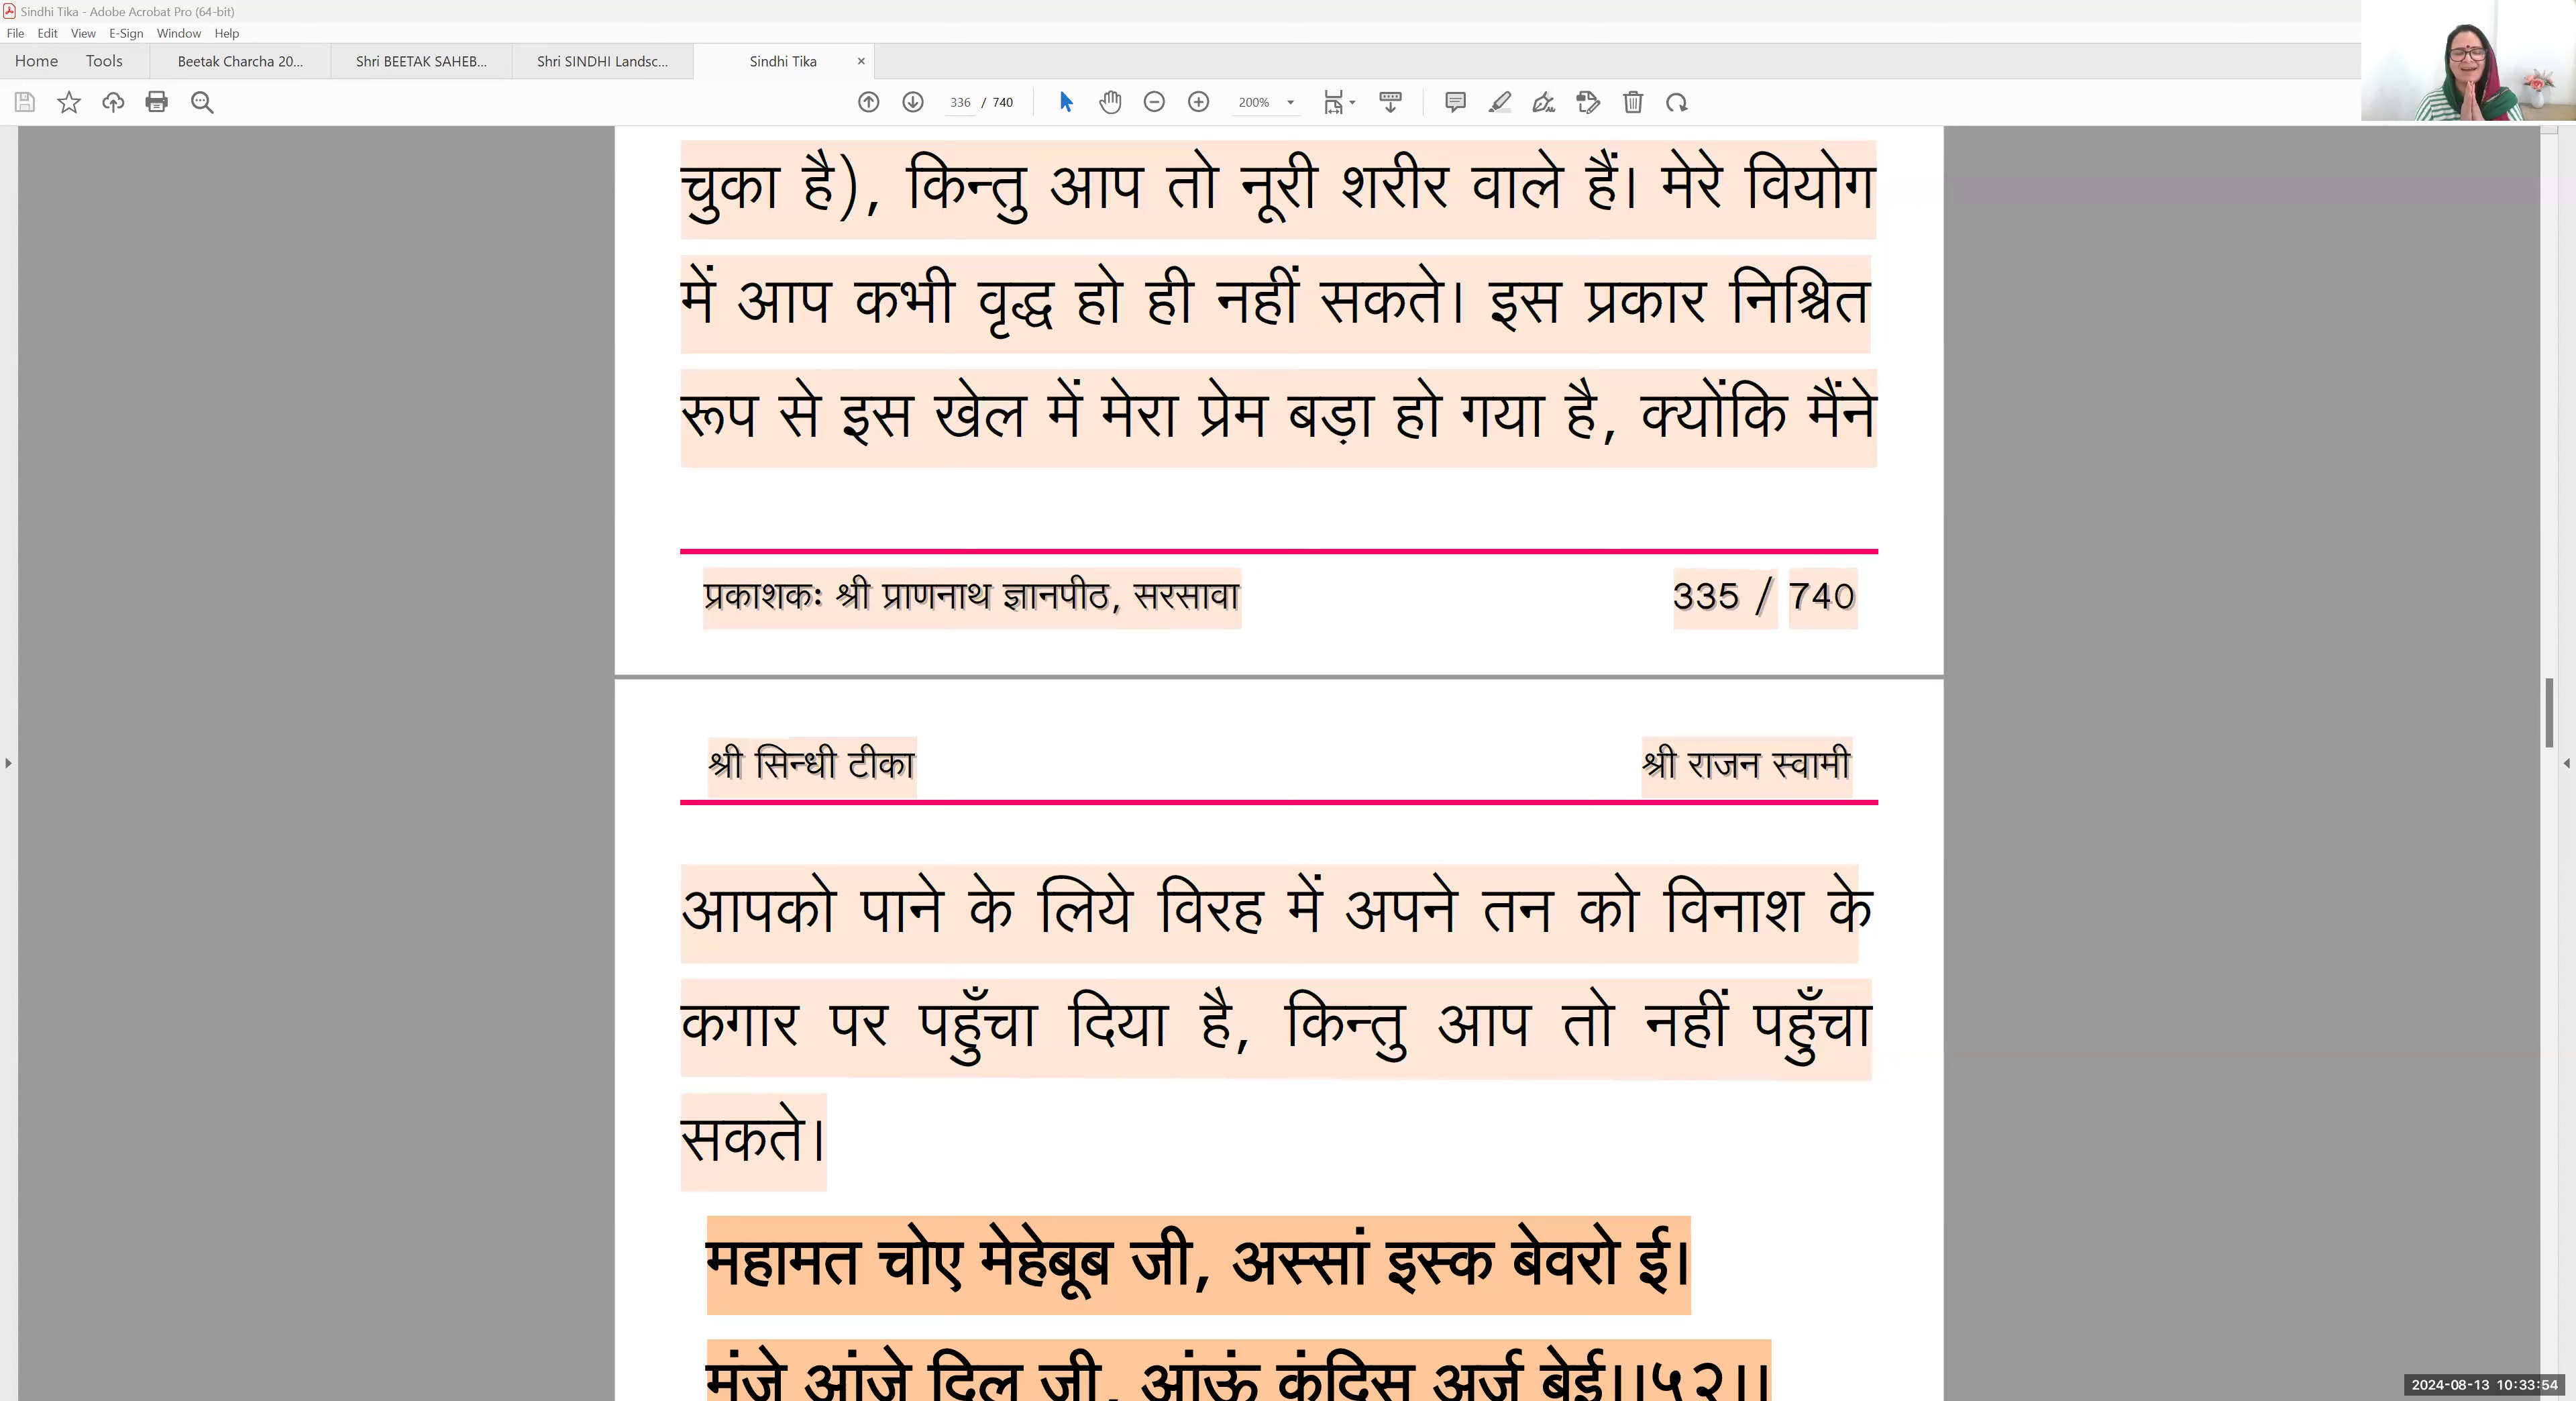 Sindhi Tika - Adobe Acrobat Pro (64-bit)
File Edit View E-Sign Window Help
Home Tools Beetak Charcha 20... Shri BEETAK SAHEB... Shri SINDHI Landsc... Sindhi Tika ×
336 / 740 200%
चुका है), किन्तु आप तो नूरी शरीर वाले हैं। मेरे वियोग
में आप कभी वृद्ध हो ही नहीं सकते। इस प्रकार निश्चित
रूप से इस खेल में मेरा प्रेम बड़ा हो गया है, क्योंकि मैंने
प्रकाशकः श्री प्राणनाथ ज्ञानपीठ, सरसावा 335 / 740
श्री सिन्धी टीका श्री राजन स्वामी
आपको पाने के लिये विरह में अपने तन को विनाश के
कगार पर पहुँचा दिया है, किन्तु आप तो नहीं पहुँचा
सकते।
महामत चोए मेहेबूब जी, अस्सां इस्क बेवरो ई।
मंजे आंजे दिल जी, आंऊं कंदिस अर्ज बेई।।५२।।
2024-08-13 10:33:54